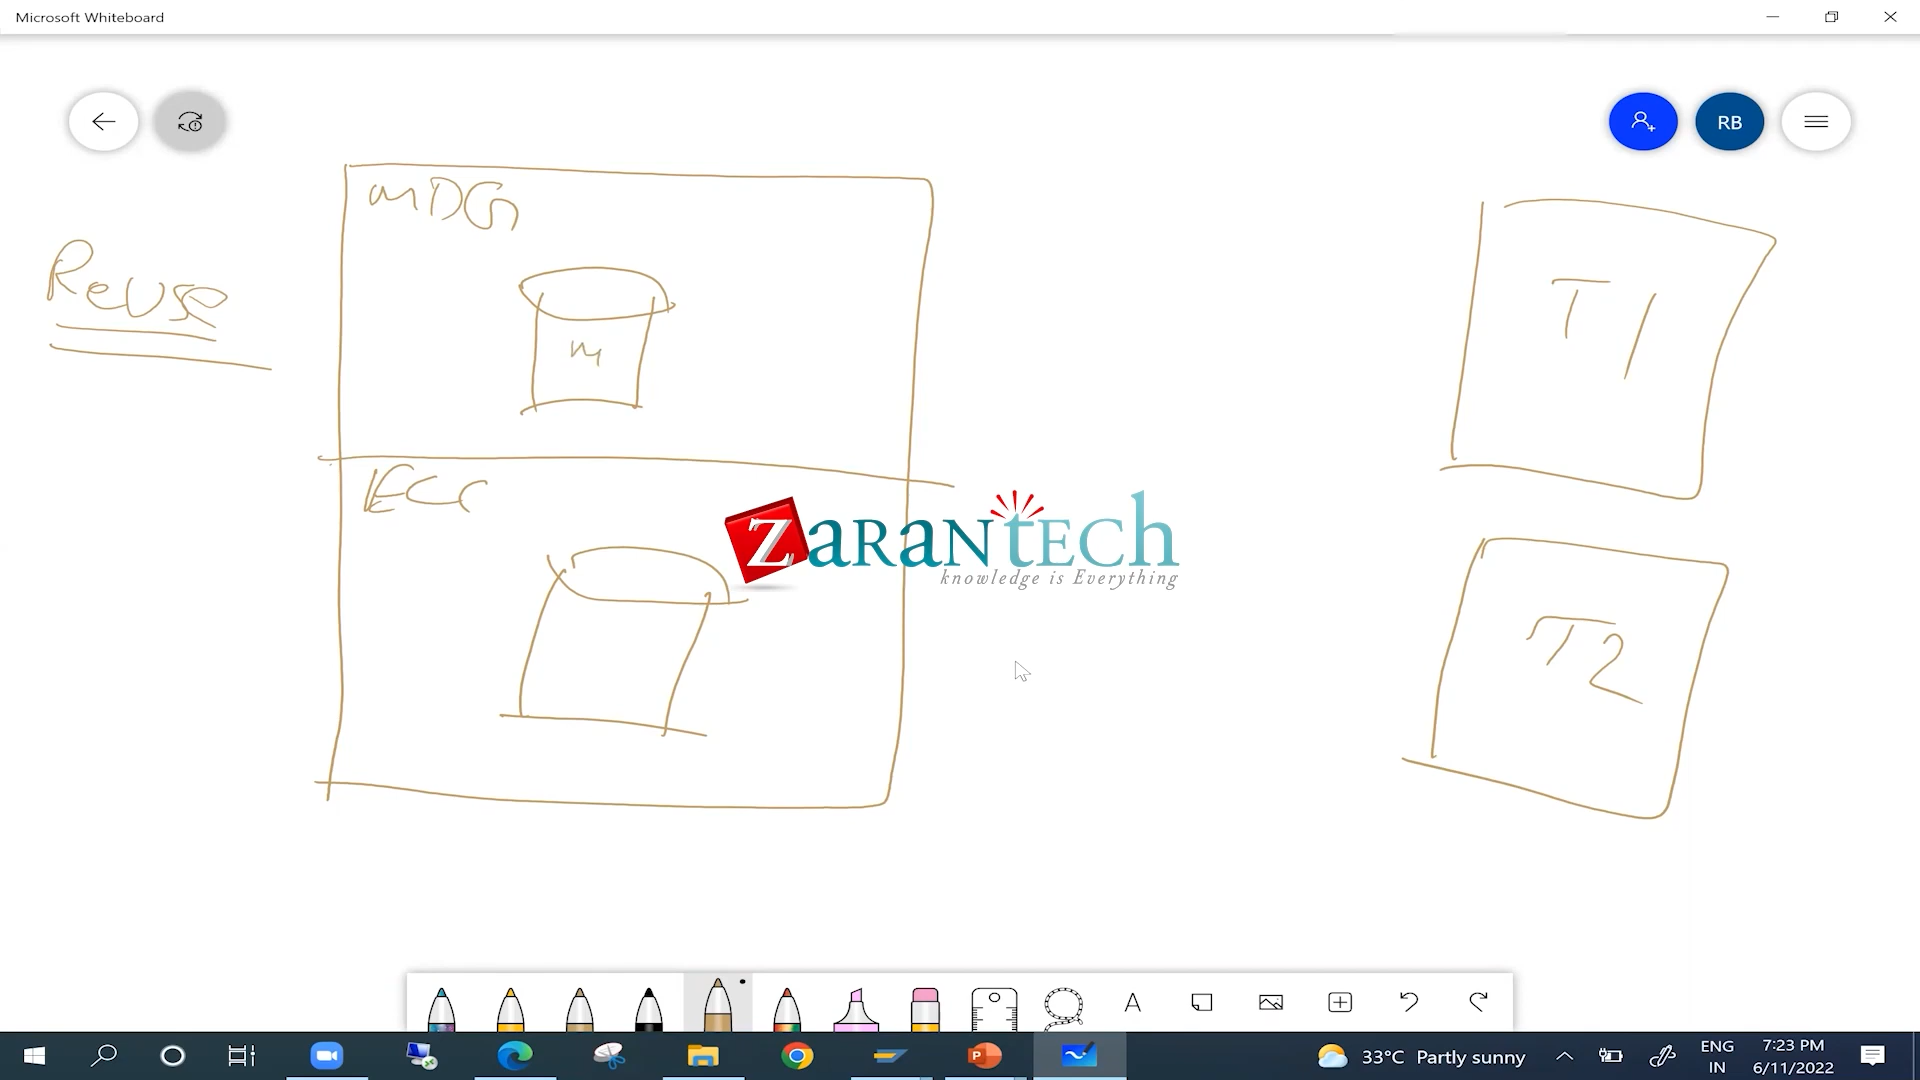 Microsoft Whiteboard
RB
MDG
Reuse
M
T1
ECC
ZaranTech
knowledge is Everything
T2
A
33°C Partly sunny
ENG
IN
7:23 PM
6/11/2022